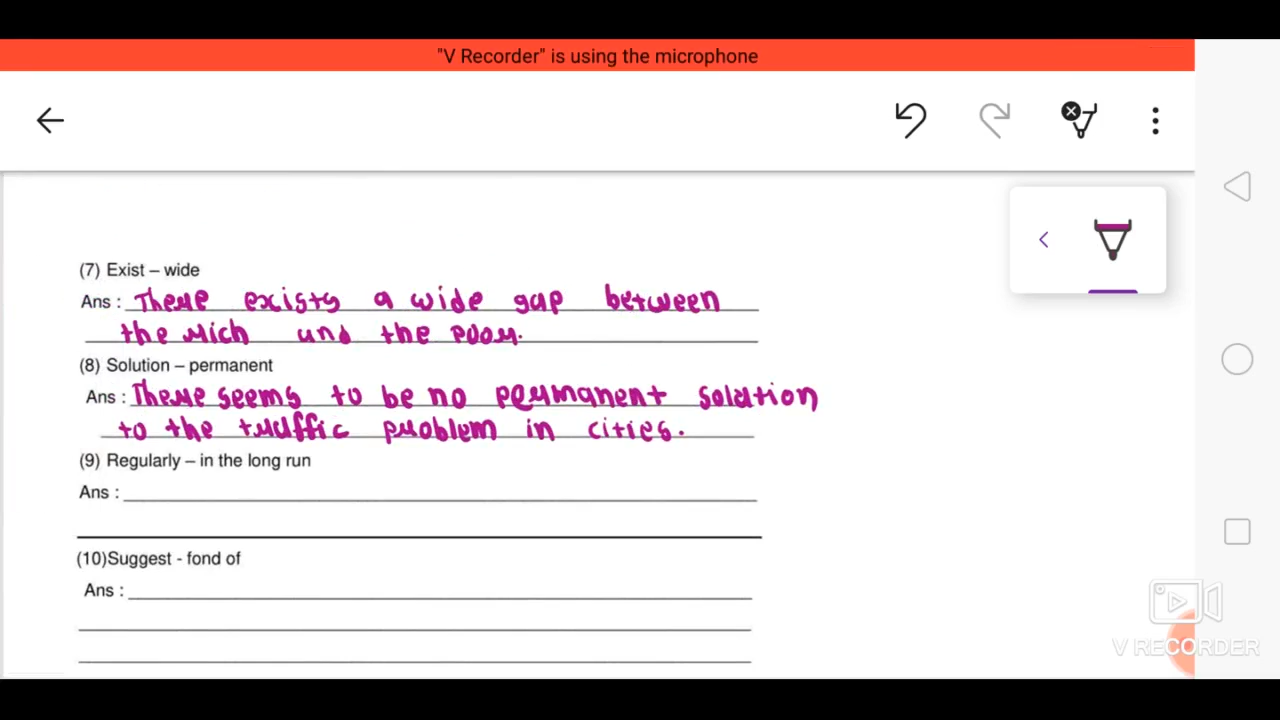 "V Recorder" is using the microphone
(7) Exist – wide
Ans : There exists a wide gap between
the rich and the poor.
(8) Solution – permanent
Ans : There seems to be no permanent solution
to the traffic problem in cities.
(9) Regularly – in the long run
Ans :
(10)Suggest - fond of
Ans :
V RECORDER